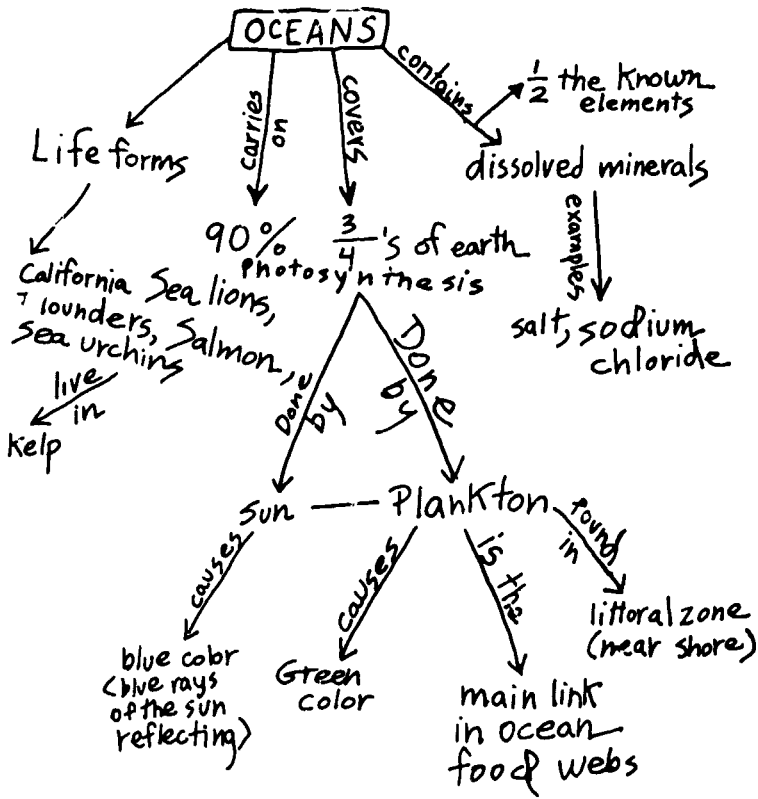 OCEANS
contains
1/2 the known
elements
carries
on
covers
Life forms
dissolved minerals
examples
90% 3/4's of earth
Photosynthesis
California Sea lions,
flounders, Salmon,
sea urchins
salt, sodium
chloride
live
in
Kelp
Done
by
Done
by
sun — Plankton
found
in
causes
causes
is the
littoral zone
(near shore)
blue color
(blue rays
of the sun
reflecting)
Green
color
main link
in ocean
food webs